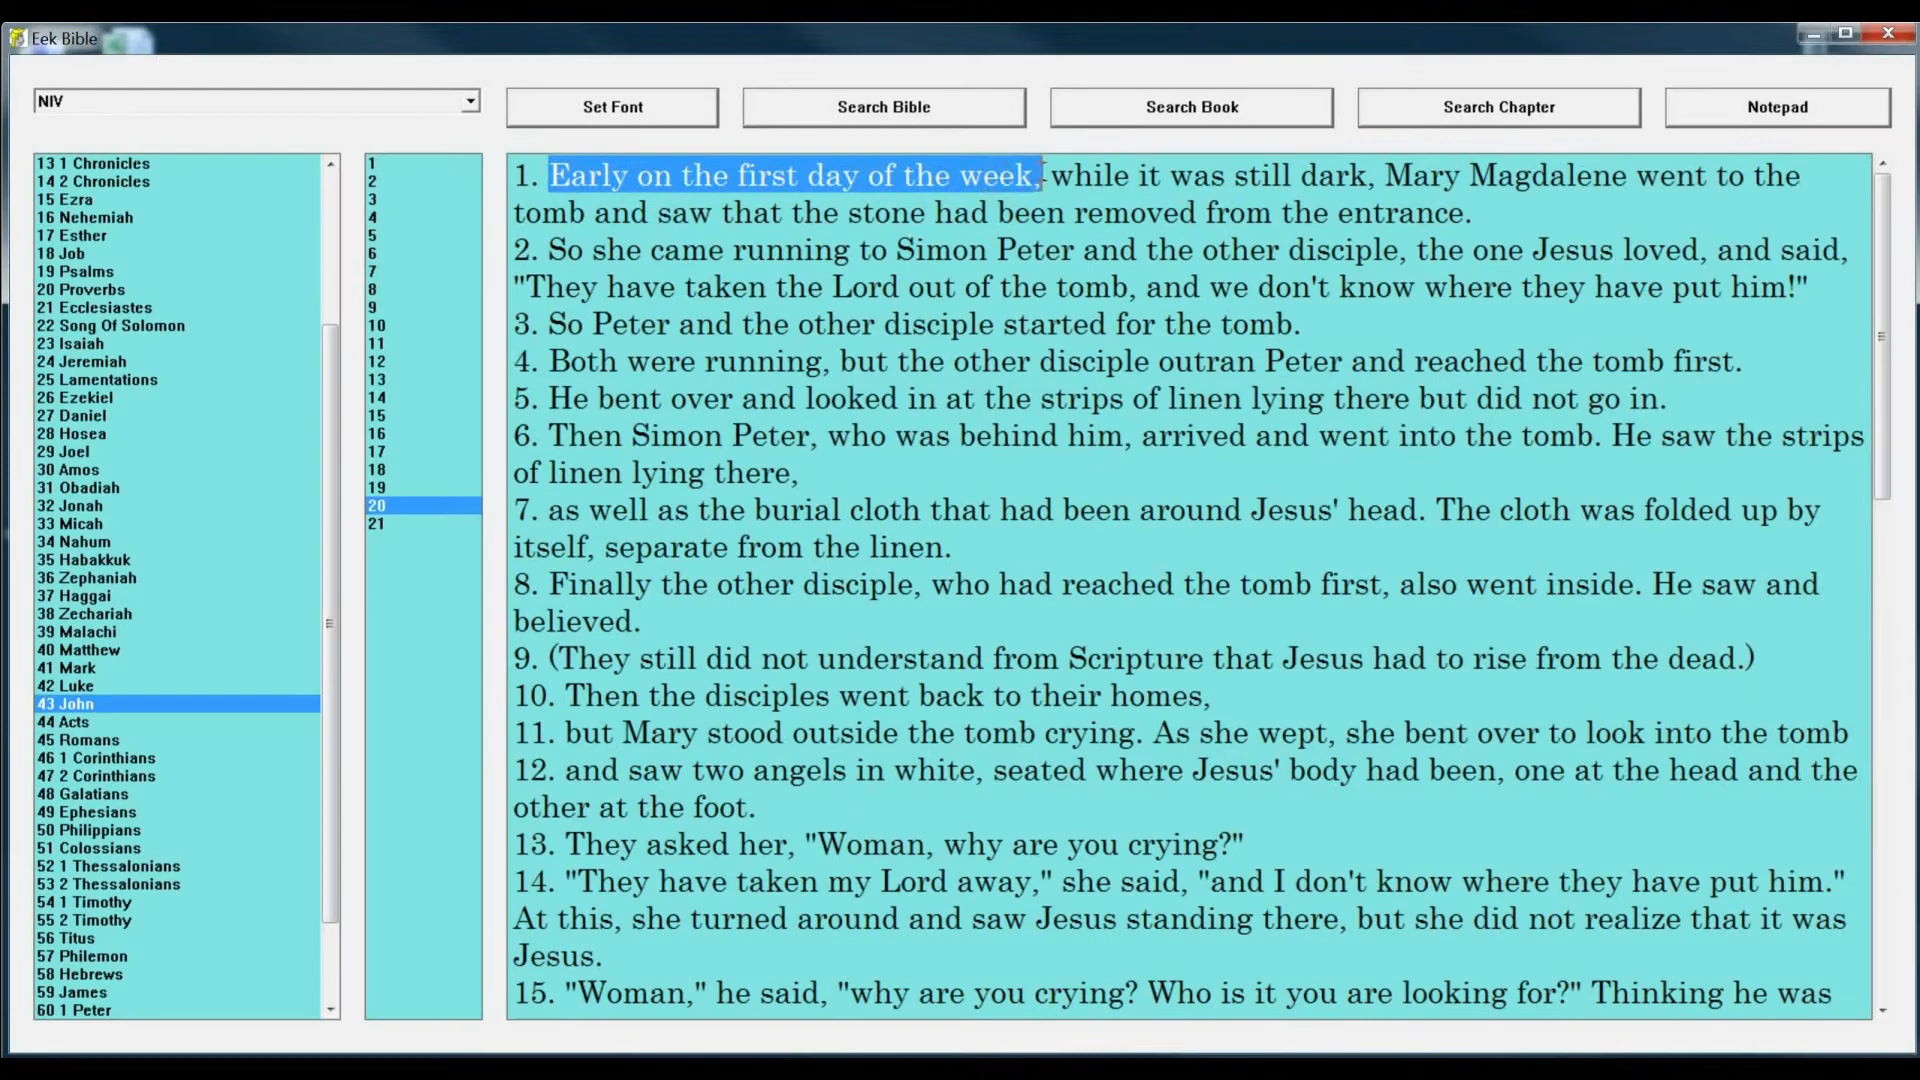 Eek Bible
NIV
Set Font
Search Bible
Search Book
Search Chapter
Notepad
13 1 Chronicles
14 2 Chronicles
15 Ezra
16 Nehemiah
17 Esther
18 Job
19 Psalms
20 Proverbs
21 Ecclesiastes
22 Song Of Solomon
23 Isaiah
24 Jeremiah
25 Lamentations
26 Ezekiel
27 Daniel
28 Hosea
29 Joel
30 Amos
31 Obadiah
32 Jonah
33 Micah
34 Nahum
35 Habakkuk
36 Zephaniah
37 Haggai
38 Zechariah
39 Malachi
40 Matthew
41 Mark
42 Luke
43 John
44 Acts
45 Romans
46 1 Corinthians
47 2 Corinthians
48 Galatians
49 Ephesians
50 Philippians
51 Colossians
52 1 Thessalonians
53 2 Thessalonians
54 1 Timothy
55 2 Timothy
56 Titus
57 Philemon
58 Hebrews
59 James
60 1 Peter
1
2
3
4
5
6
7
8
9
10
11
12
13
14
15
16
17
18
19
20
21
1. Early on the first day of the week, while it was still dark, Mary Magdalene went to the
tomb and saw that the stone had been removed from the entrance.
2. So she came running to Simon Peter and the other disciple, the one Jesus loved, and said,
"They have taken the Lord out of the tomb, and we don't know where they have put him!"
3. So Peter and the other disciple started for the tomb.
4. Both were running, but the other disciple outran Peter and reached the tomb first.
5. He bent over and looked in at the strips of linen lying there but did not go in.
6. Then Simon Peter, who was behind him, arrived and went into the tomb. He saw the strips
of linen lying there,
7. as well as the burial cloth that had been around Jesus' head. The cloth was folded up by
itself, separate from the linen.
8. Finally the other disciple, who had reached the tomb first, also went inside. He saw and
believed.
9. (They still did not understand from Scripture that Jesus had to rise from the dead.)
10. Then the disciples went back to their homes,
11. but Mary stood outside the tomb crying. As she wept, she bent over to look into the tomb
12. and saw two angels in white, seated where Jesus' body had been, one at the head and the
other at the foot.
13. They asked her, "Woman, why are you crying?"
14. "They have taken my Lord away," she said, "and I don't know where they have put him."
At this, she turned around and saw Jesus standing there, but she did not realize that it was
Jesus.
15. "Woman," he said, "why are you crying? Who is it you are looking for?" Thinking he was